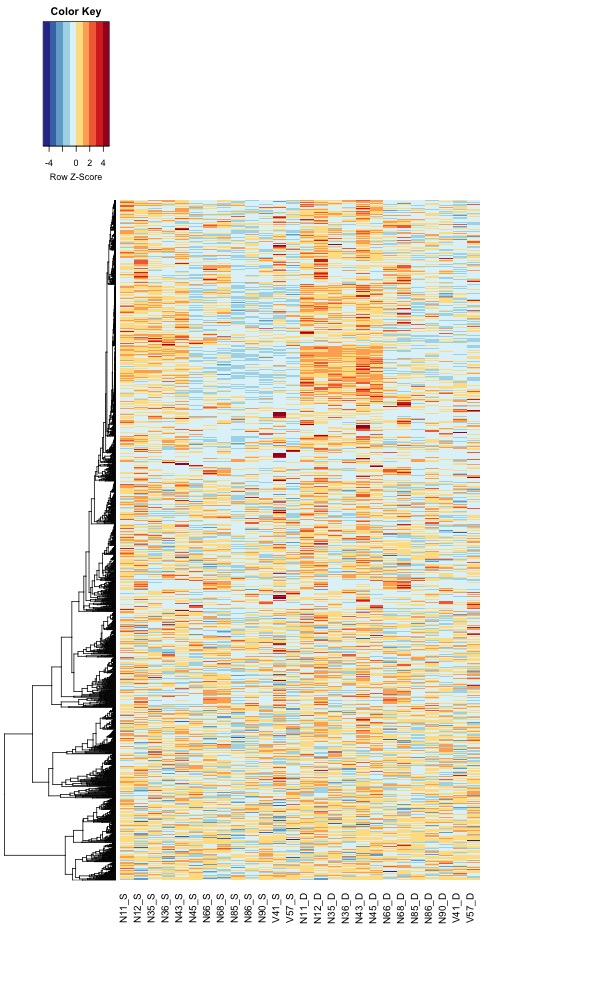 Color Key
-4 0 2 4
Row Z-Score
N11_S N12_S N35_S N36_S N43_S N45_S N66_S N68_S N85_S N86_S N90_S V41_S V57_S N11_D N12_D N35_D N36_D N43_D N45_D N66_D N68_D N85_D N86_D N90_D V41_D V57_D